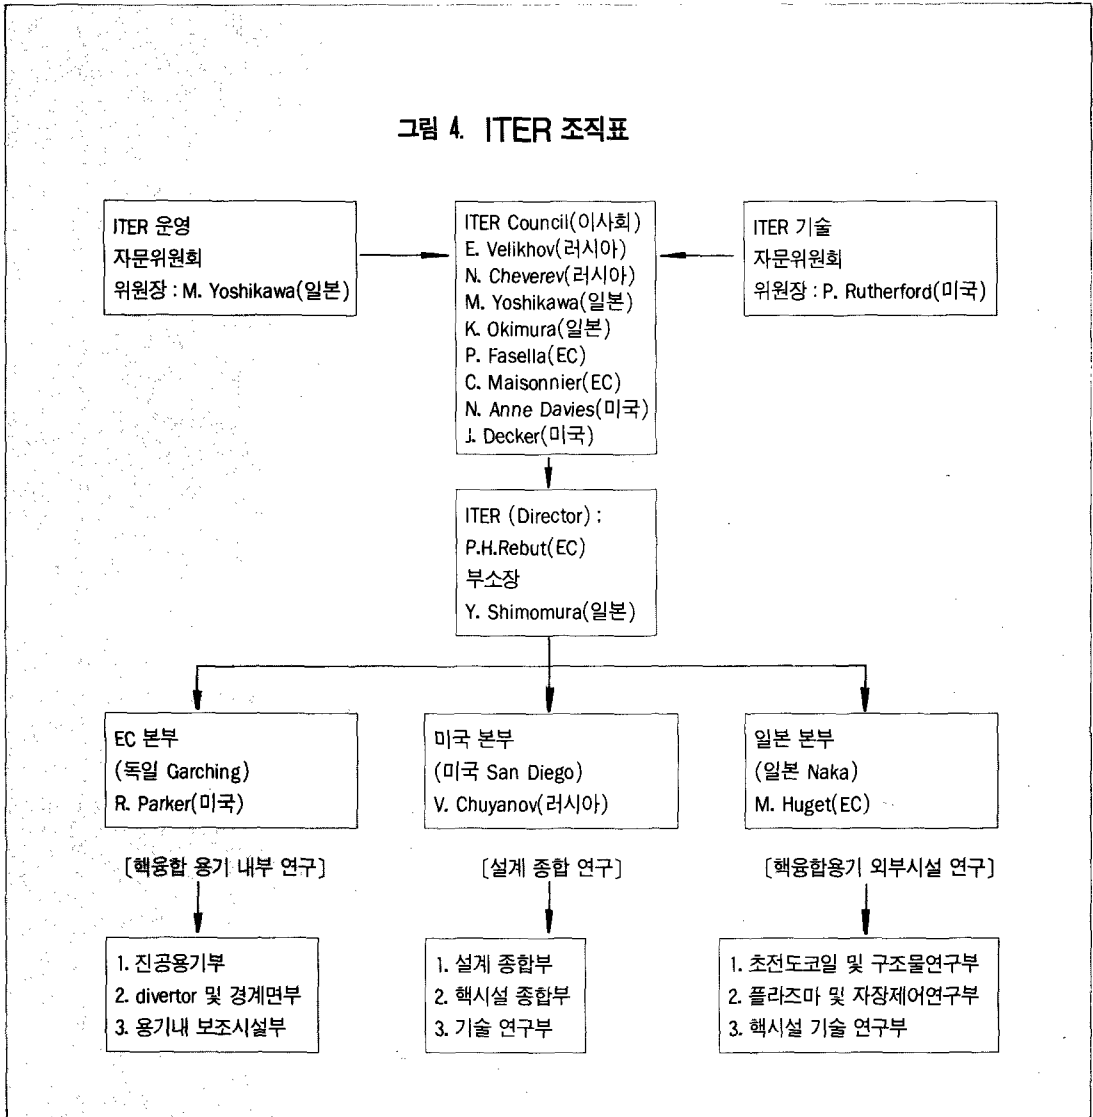 그림 4. ITER 조직표
ITER 운영
자문위원회
위원장 : M. Yoshikawa(일본)
ITER Council(이사회)
E. Velikhov(러시아)
N. Cheverev(러시아)
M. Yoshikawa(일본)
K. Okimura(일본)
P. Fasella(EC)
C. Maisonnier(EC)
N. Anne Davies(미국)
J. Decker(미국)
ITER 기술
자문위원회
위원장 : P. Rutherford(미국)
ITER (Director) :
P.H.Rebut(EC)
부소장
Y. Shimomura(일본)
EC 본부
(독일 Garching)
R. Parker(미국)
[핵융합 용기 내부 연구]
1. 진공용기부
2. divertor 및 경계면부
3. 용기내 보조시설부
미국 본부
(미국 San Diego)
V. Chuyanov(러시아)
[설계 종합 연구]
1. 설계 종합부
2. 핵시설 종합부
3. 기술 연구부
일본 본부
(일본 Naka)
M. Huget(EC)
[핵융합용기 외부시설 연구]
1. 초전도코일 및 구조물연구부
2. 플라즈마 및 자장제어연구부
3. 핵시설 기술 연구부